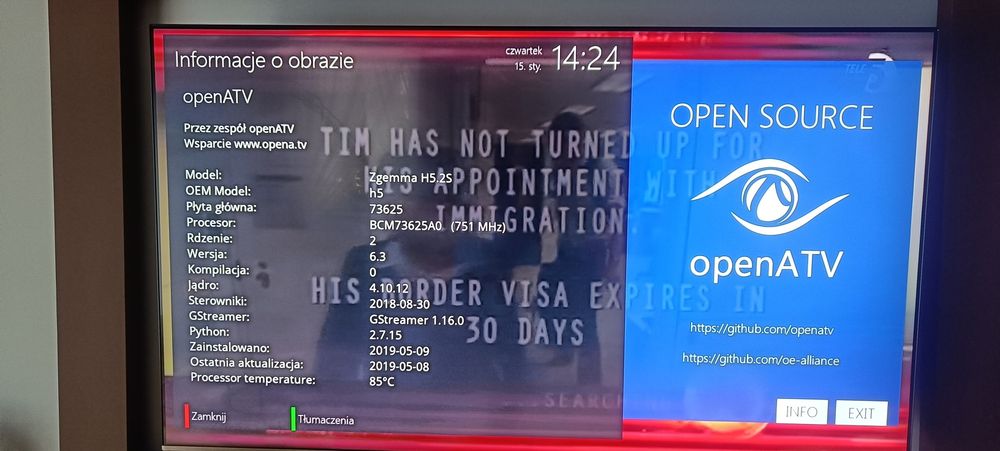 Informacje o obrazie
czwartek
15. sty.
14:24
openATV
Przez zespół openATV
Wsparcie www.opena.tv
Model: Zgemma H5.2S
OEM Model: h5
Płyta główna: 73625
Procesor: BCM73625A0 (751 MHz)
Rdzenie: 2
Wersja: 6.3
Kompilacja: 0
Jądro: 4.10.12
Sterowniki: 2018-08-30
GStreamer: GStreamer 1.16.0
Python: 2.7.15
Zainstalowano: 2019-05-09
Ostatnia aktualizacja: 2019-05-08
Processor temperature: 85°C
Zamknij
Tłumaczenia
TIM HAS NOT TURNED UP FOR
HIS APPOINTMENT WITH
IMMIGRATION.
HIS BORDER VISA EXPIRES IN
30 DAYS
SEARCH
TELE
5
OPEN SOURCE
openATV
https://github.com/openatv
https://github.com/oe-alliance
INFO
EXIT